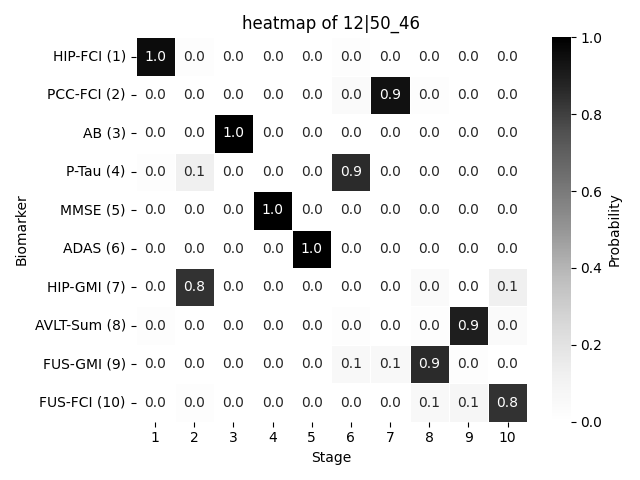 heatmap of 12|50_46
HIP-FCI (1) 1.0 0.0 0.0 0.0 0.0 0.0 0.0 0.0 0.0 0.0
PCC-FCI (2) 0.0 0.0 0.0 0.0 0.0 0.0 0.9 0.0 0.0 0.0
AB (3) 0.0 0.0 1.0 0.0 0.0 0.0 0.0 0.0 0.0 0.0
P-Tau (4) 0.0 0.1 0.0 0.0 0.0 0.9 0.0 0.0 0.0 0.0
MMSE (5) 0.0 0.0 0.0 1.0 0.0 0.0 0.0 0.0 0.0 0.0
ADAS (6) 0.0 0.0 0.0 0.0 1.0 0.0 0.0 0.0 0.0 0.0
HIP-GMI (7) 0.0 0.8 0.0 0.0 0.0 0.0 0.0 0.0 0.0 0.1
AVLT-Sum (8) 0.0 0.0 0.0 0.0 0.0 0.0 0.0 0.0 0.9 0.0
FUS-GMI (9) 0.0 0.0 0.0 0.0 0.0 0.1 0.1 0.9 0.0 0.0
FUS-FCI (10) 0.0 0.0 0.0 0.0 0.0 0.0 0.0 0.1 0.1 0.8
1 2 3 4 5 6 7 8 9 10
Stage
Biomarker
1.0
0.8
0.6
0.4
0.2
0.0
Probability